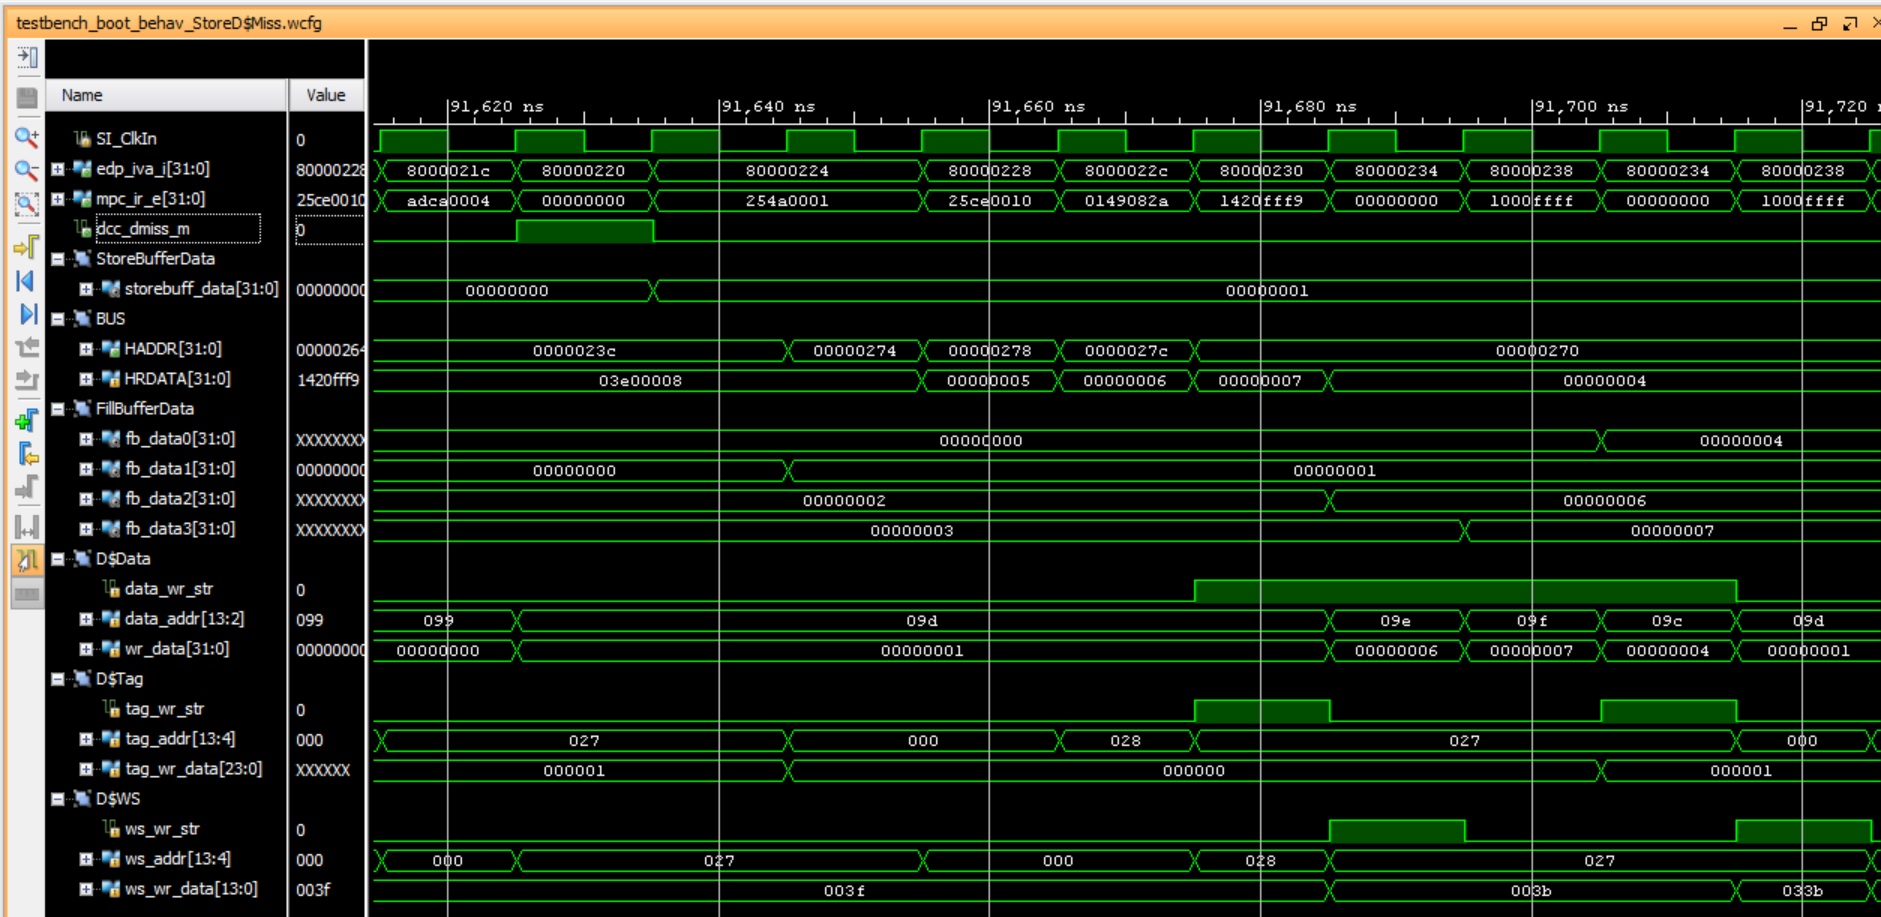 testbench_boot_behav_StoreD$Miss.wcfg
Name Value
91,620 ns 91,640 ns 91,660 ns 91,680 ns 91,700 ns 91,720
SI_ClkIn 0
edp_iva_i[31:0] 80000228 8000021c 80000220 80000224 80000228 8000022c 80000230 80000234 80000238 80000234 80000238
mpc_ir_e[31:0] 25ce0010 adca0004 00000000 254a0001 25ce0010 0149082a 1420fff9 00000000 1000ffff 00000000 1000ffff
dcc_dmiss_m 0
StoreBufferData
storebuff_data[31:0] 00000000 00000000 00000001
BUS
HADDR[31:0] 00000264 0000023c 00000274 00000278 0000027c 00000270
HRDATA[31:0] 1420fff9 03e00008 00000005 00000006 00000007 00000004
FillBufferData
fb_data0[31:0] XXXXXXXX 00000000 00000004
fb_data1[31:0] 00000000 00000000 00000001
fb_data2[31:0] XXXXXXXX 00000002 00000006
fb_data3[31:0] XXXXXXXX 00000003 00000007
D$Data
data_wr_str 0
data_addr[13:2] 099 099 09d 09e 09f 09c 09d
wr_data[31:0] 00000000 00000000 00000001 00000006 00000007 00000004 00000001
D$Tag
tag_wr_str 0
tag_addr[13:4] 000 027 000 028 027 000
tag_wr_data[23:0] XXXXXX 000001 000000 000001
D$WS
ws_wr_str 0
ws_addr[13:4] 000 000 027 000 028 027
ws_wr_data[13:0] 003f 003f 003b 033b